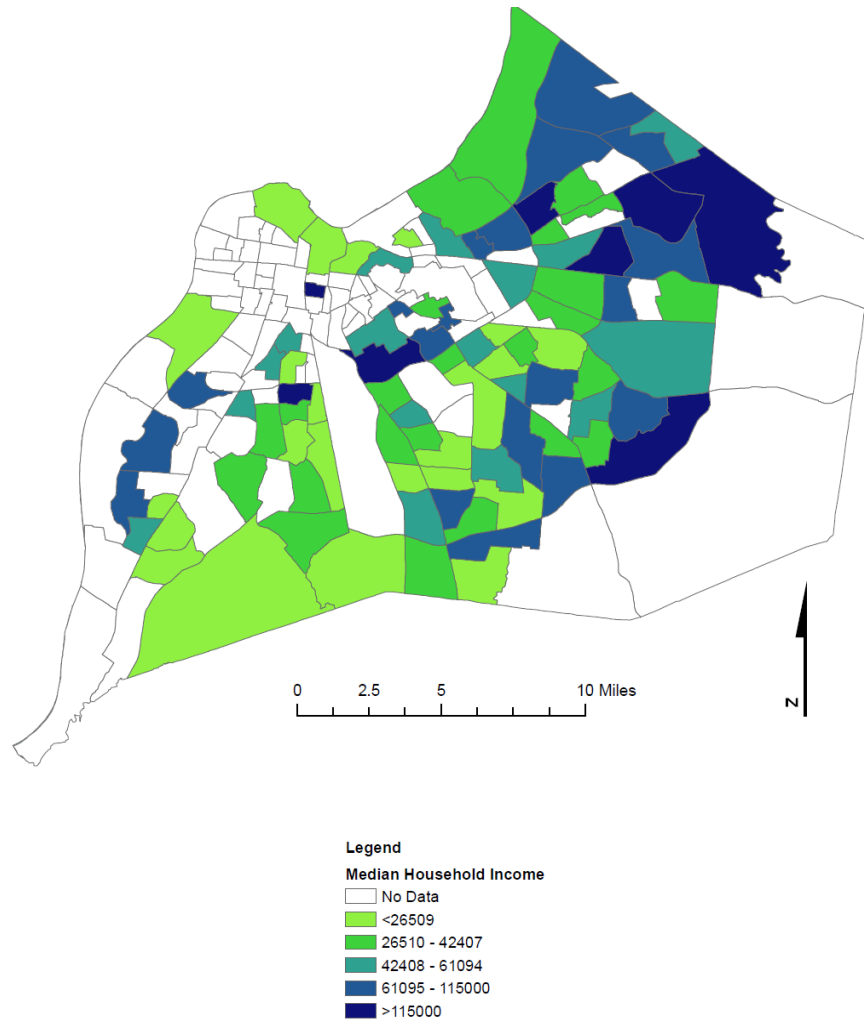 0 2.5 5 10 Miles
N
Legend
Median Household Income
No Data
<26509
26510 - 42407
42408 - 61094
61095 - 115000
>115000